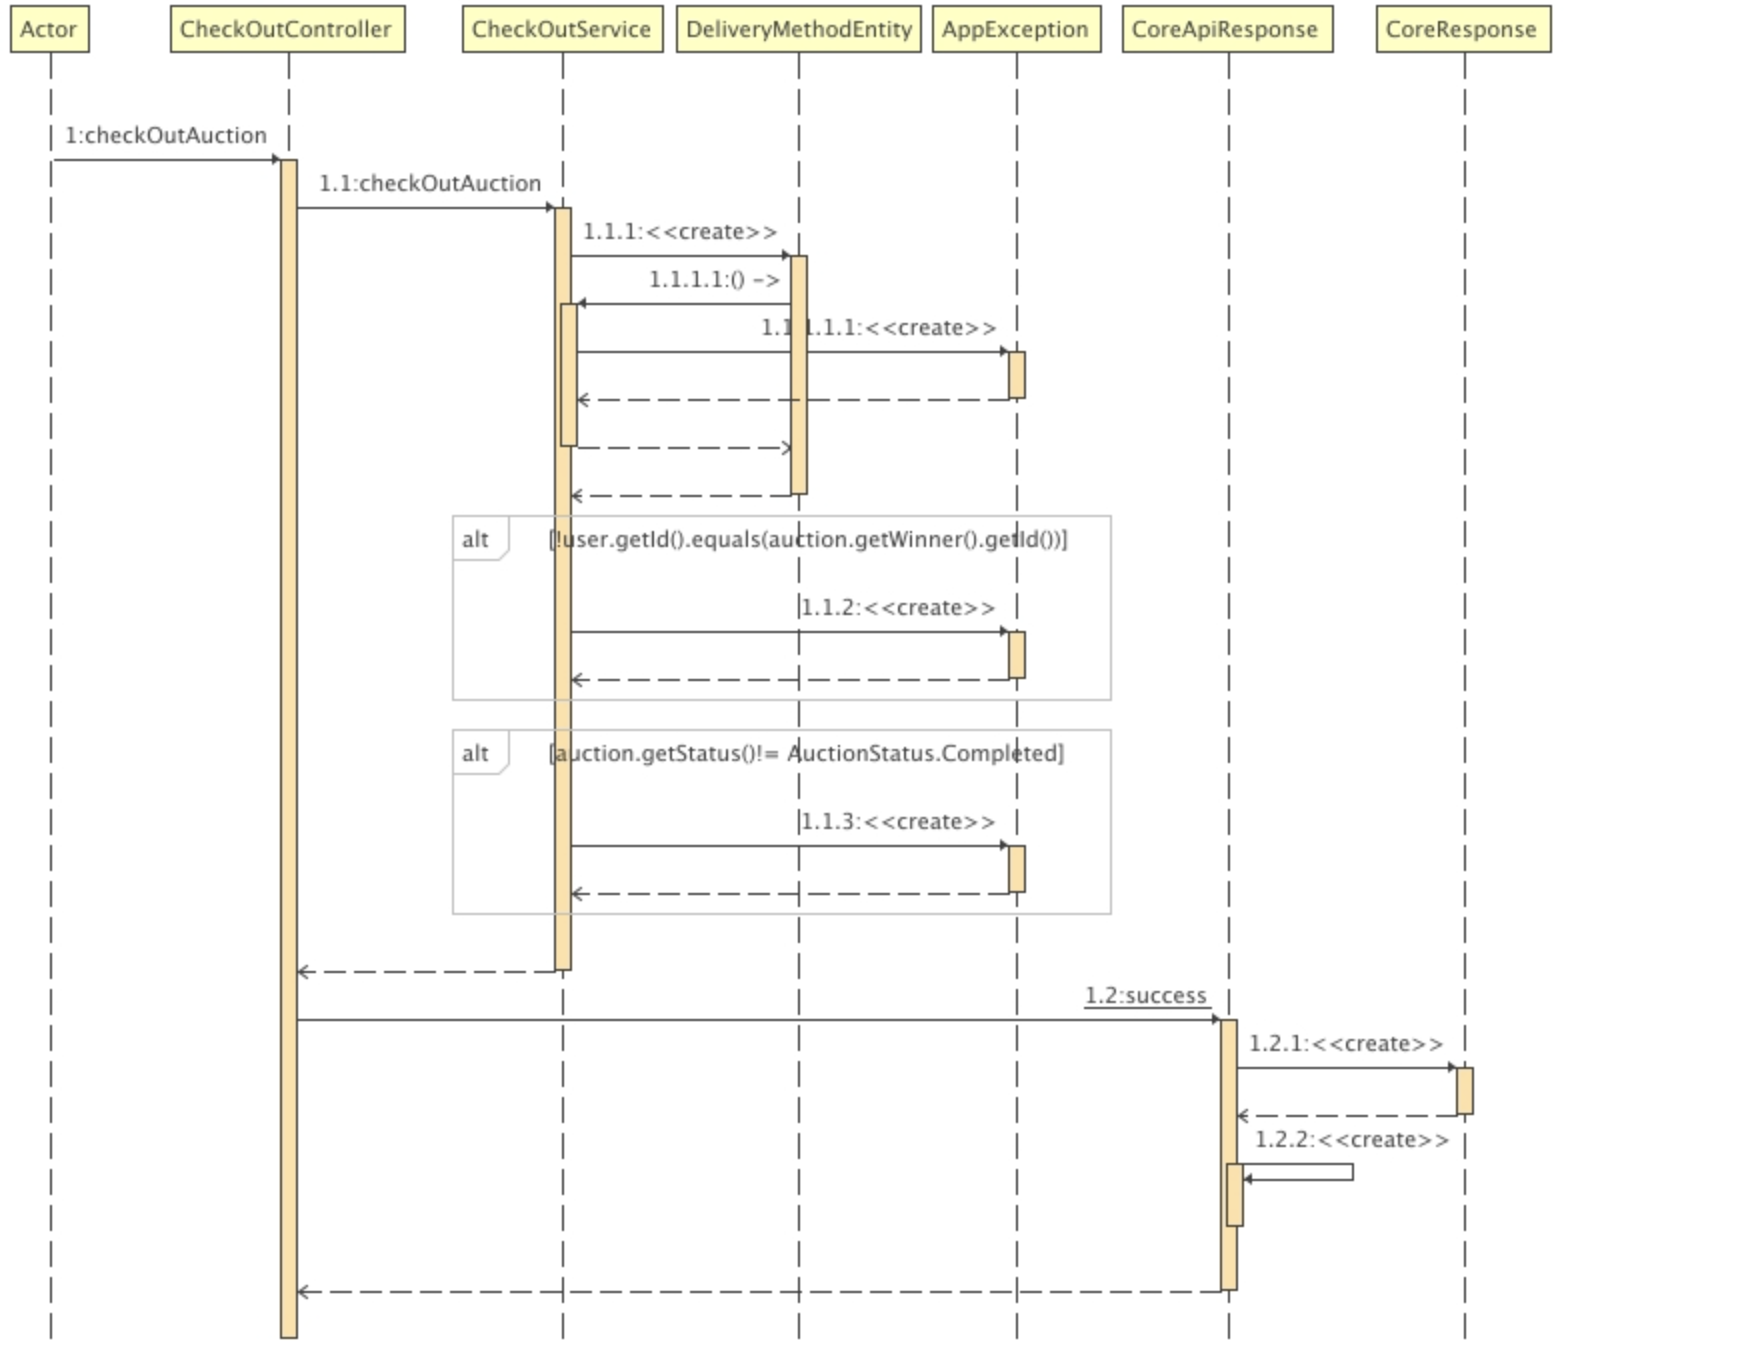 Actor
CheckOutController
CheckOutService
DeliveryMethodEntity
AppException
CoreApiResponse
CoreResponse
1:checkOutAuction
1.1:checkOutAuction
1.1.1:<<create>>
1.1.1.1:() ->
1.1.1.1.1:<<create>>
alt
[!user.getId().equals(auction.getWinner().getId())]
1.1.2:<<create>>
alt
[auction.getStatus()!= AuctionStatus.Completed]
1.1.3:<<create>>
1.2:success
1.2.1:<<create>>
1.2.2:<<create>>